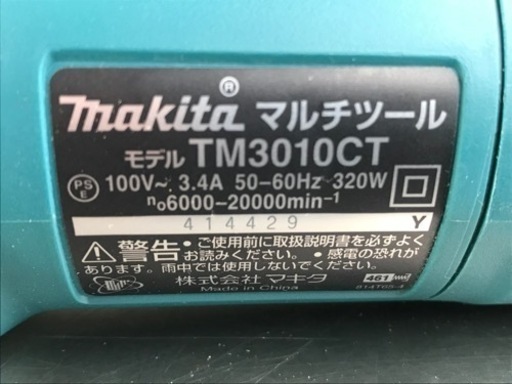 makita® マルチツール
モデル TM3010CT
PSE 100V~ 3.4A 50-60Hz 320W
n₀6000-20000min⁻¹
414429 Y
⚠警告 ・ご使用前に取扱説明書を必ずよく
お読みください。 ・感電の恐れが
あります。雨中では使用しないでください。
株式会社 マキタ
Made in China